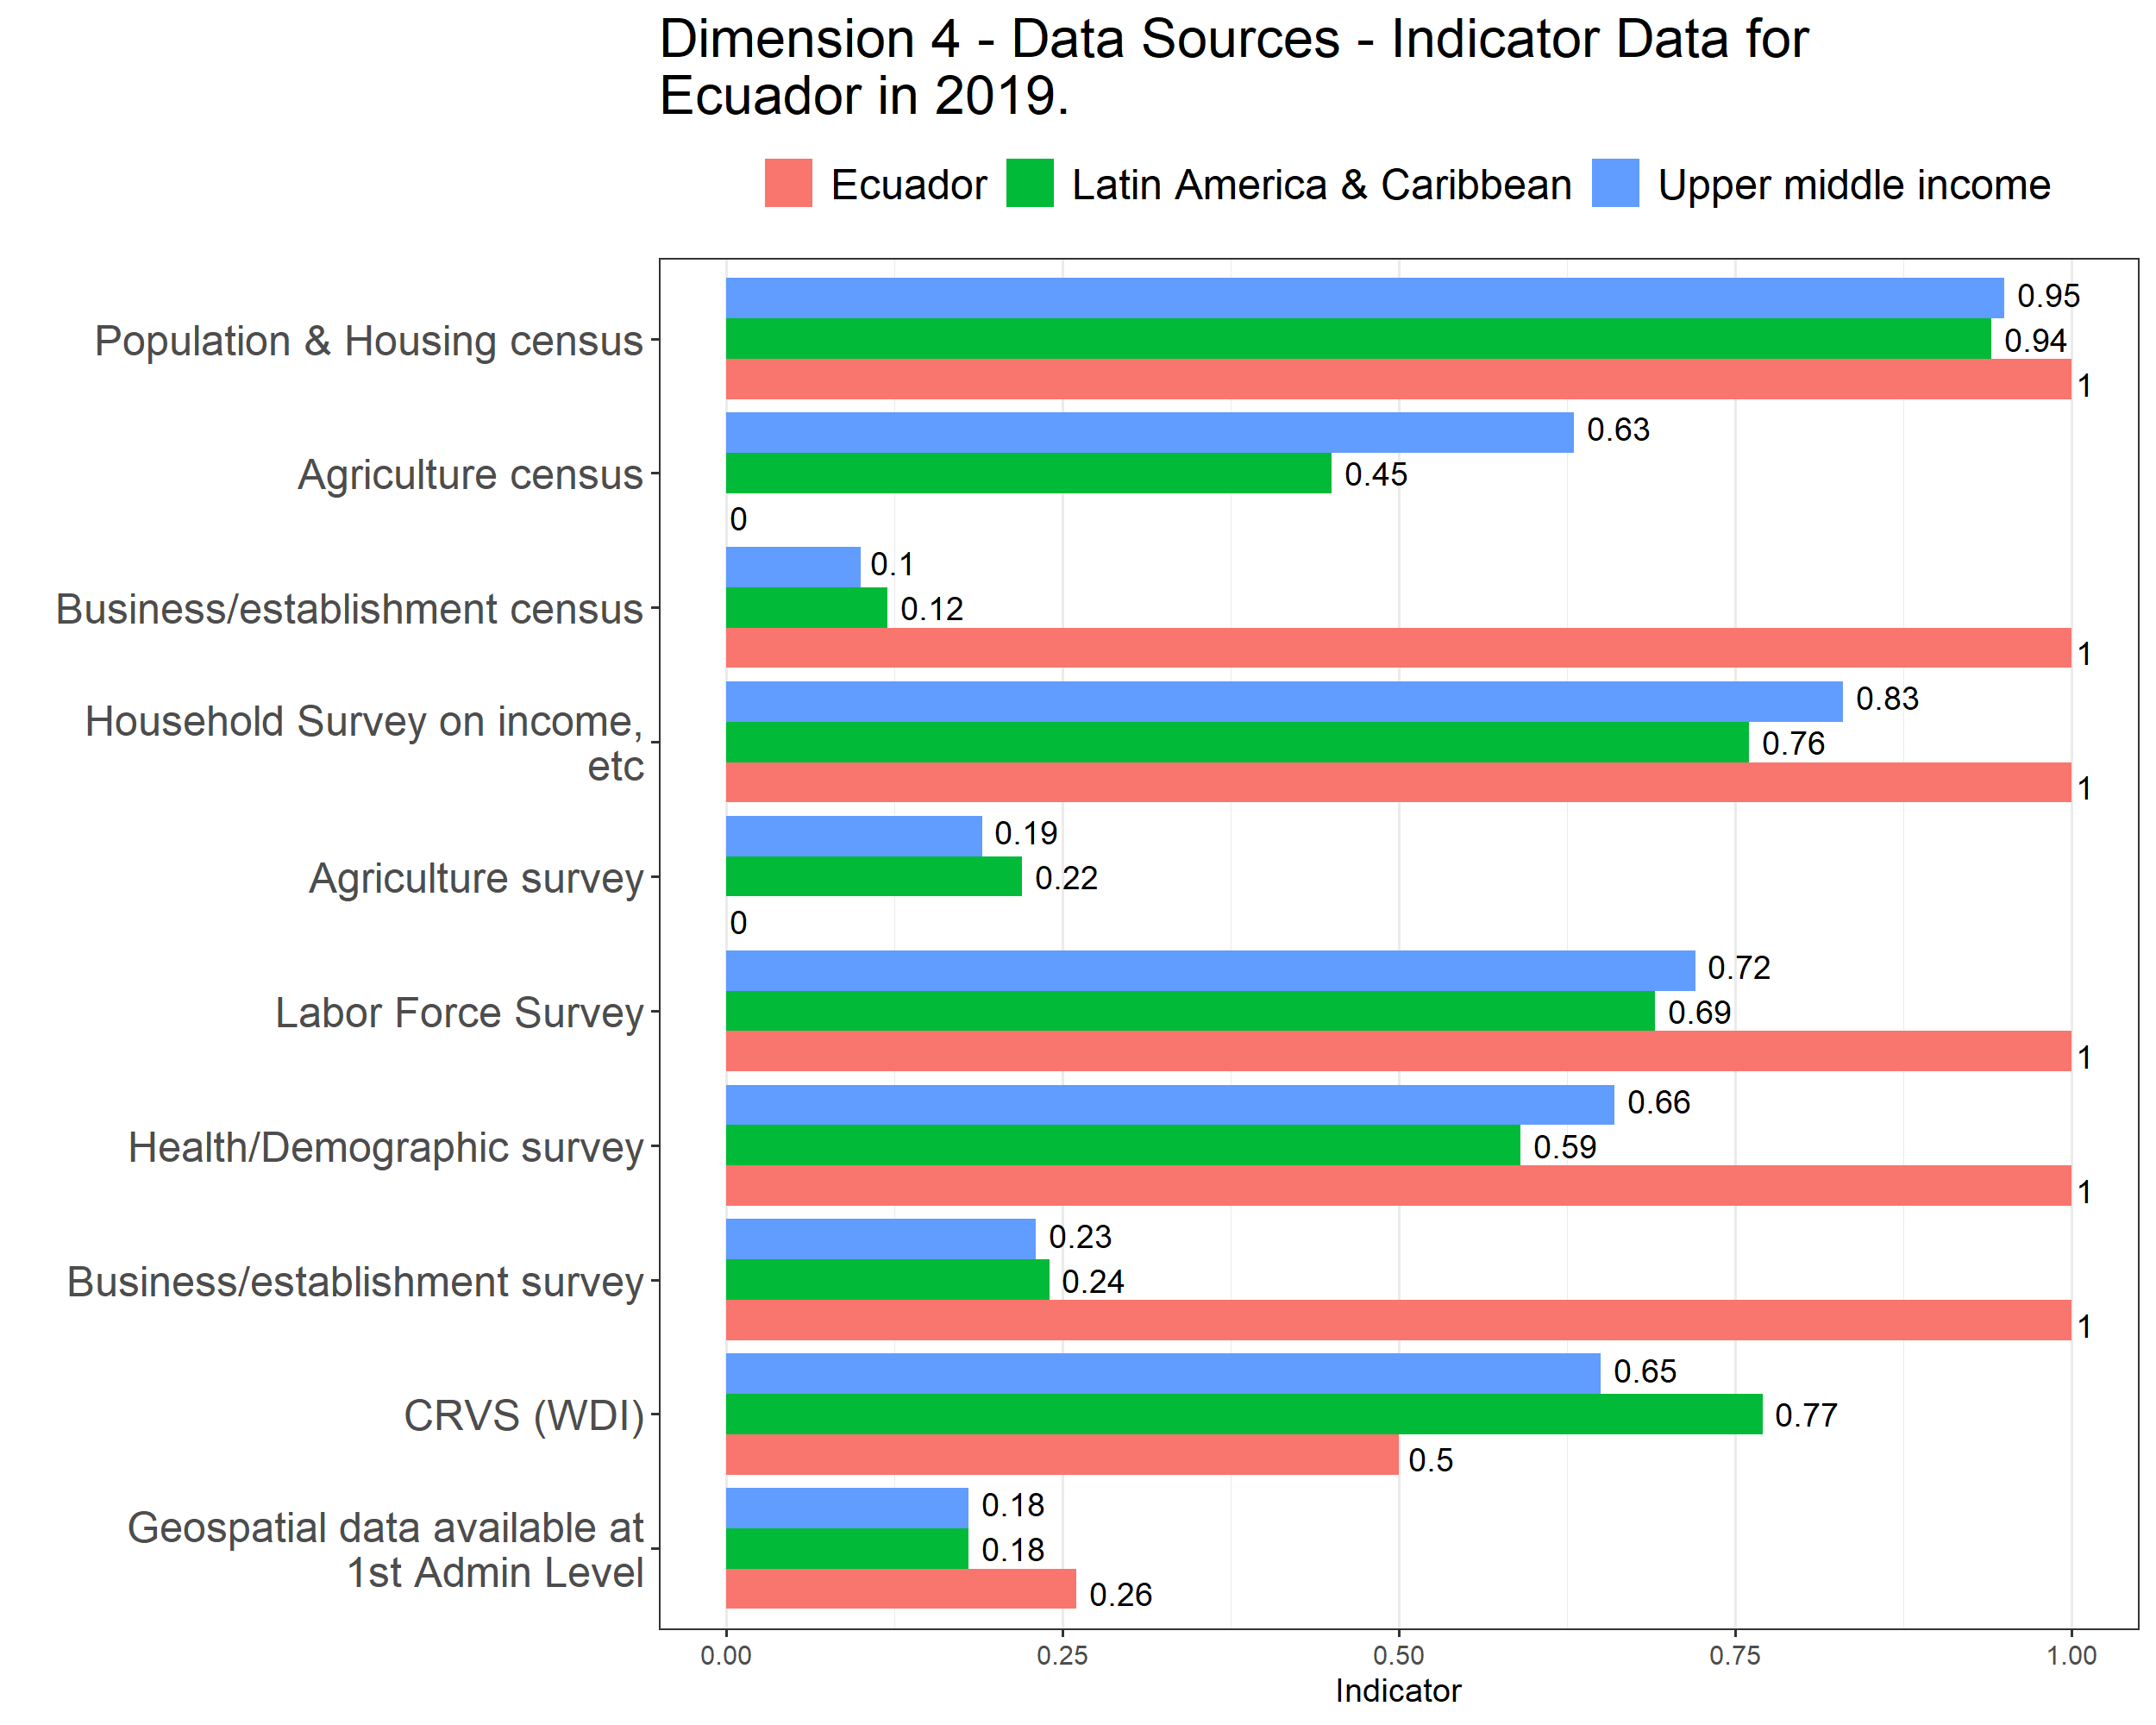 Dimension 4 - Data Sources - Indicator Data for
Ecuador in 2019.
Ecuador Latin America & Caribbean Upper middle income
Population & Housing census
0.95
0.94
1
Agriculture census
0.63
0.45
0
Business/establishment census
0.1
0.12
1
Household Survey on income,
etc
0.83
0.76
1
Agriculture survey
0.19
0.22
0
Labor Force Survey
0.72
0.69
1
Health/Demographic survey
0.66
0.59
1
Business/establishment survey
0.23
0.24
1
CRVS (WDI)
0.65
0.77
0.5
Geospatial data available at
1st Admin Level
0.18
0.18
0.26
0.00 0.25 0.50 0.75 1.00
Indicator